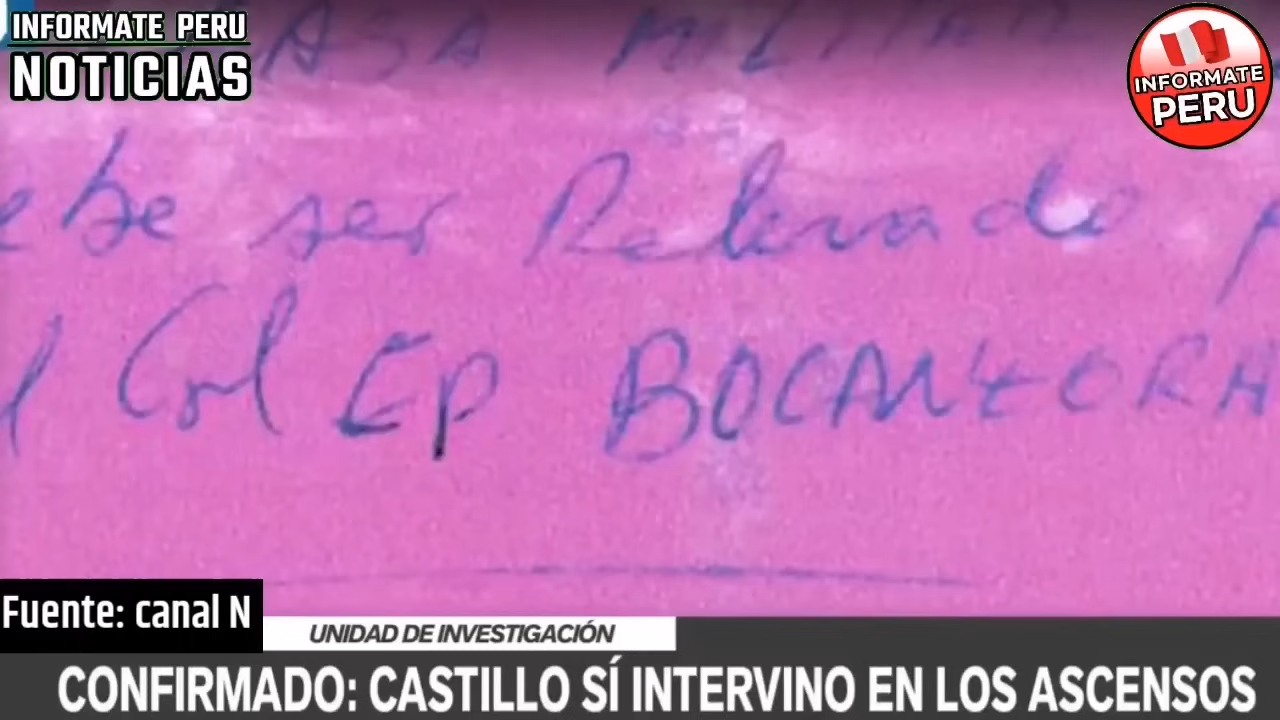 INFORMATE PERU
NOTICIAS
INFORMATE
PERU
ebe ser Relevado p
l Col EP BOCANEGRA
Fuente: canal N
UNIDAD DE INVESTIGACIÓN
CONFIRMADO: CASTILLO SÍ INTERVINO EN LOS ASCENSOS